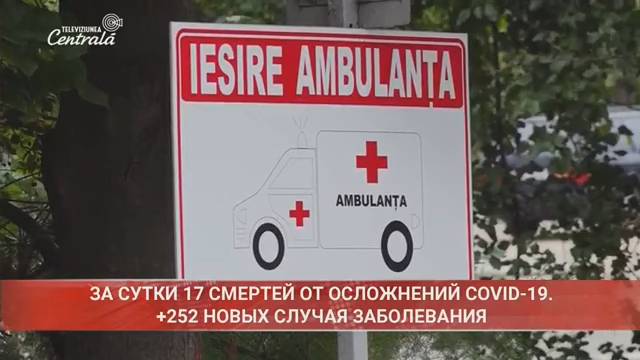 TELEVIZIUNEA
Centrală
IESIRE AMBULANȚA
AMBULANȚA
ЗА СУТКИ 17 СМЕРТЕЙ ОТ ОСЛОЖНЕНИЙ COVID-19.
+252 НОВЫХ СЛУЧАЯ ЗАБОЛЕВАНИЯ